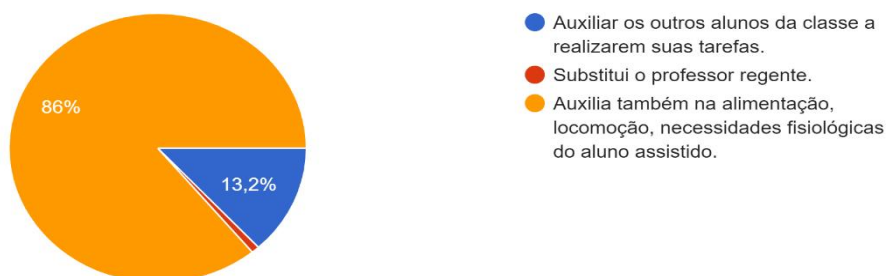 86%
13,2%
Auxiliar os outros alunos da classe a
realizarem suas tarefas.
Substitui o professor regente.
Auxilia também na alimentação,
locomoção, necessidades fisiológicas
do aluno assistido.